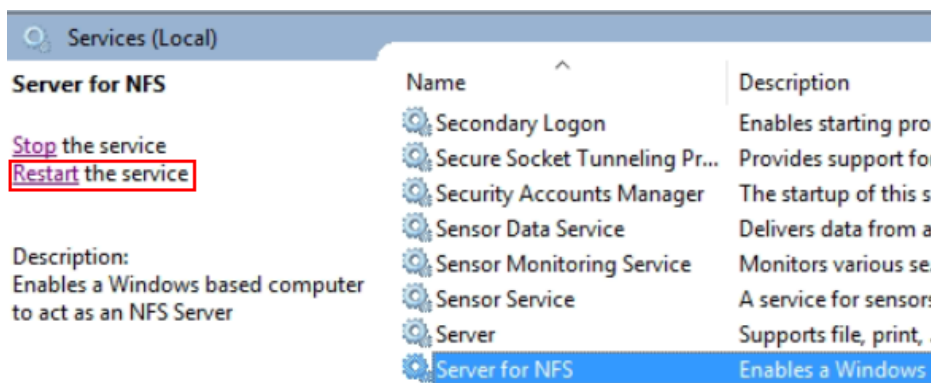 Services (Local)
Server for NFS
Stop the service
Restart the service
Description:
Enables a Windows based computer
to act as an NFS Server
Name Description
Secondary Logon Enables starting pro
Secure Socket Tunneling Pr... Provides support for
Security Accounts Manager The startup of this s
Sensor Data Service Delivers data from a
Sensor Monitoring Service Monitors various se.
Sensor Service A service for sensors
Server Supports file, print, .
Server for NFS Enables a Windows